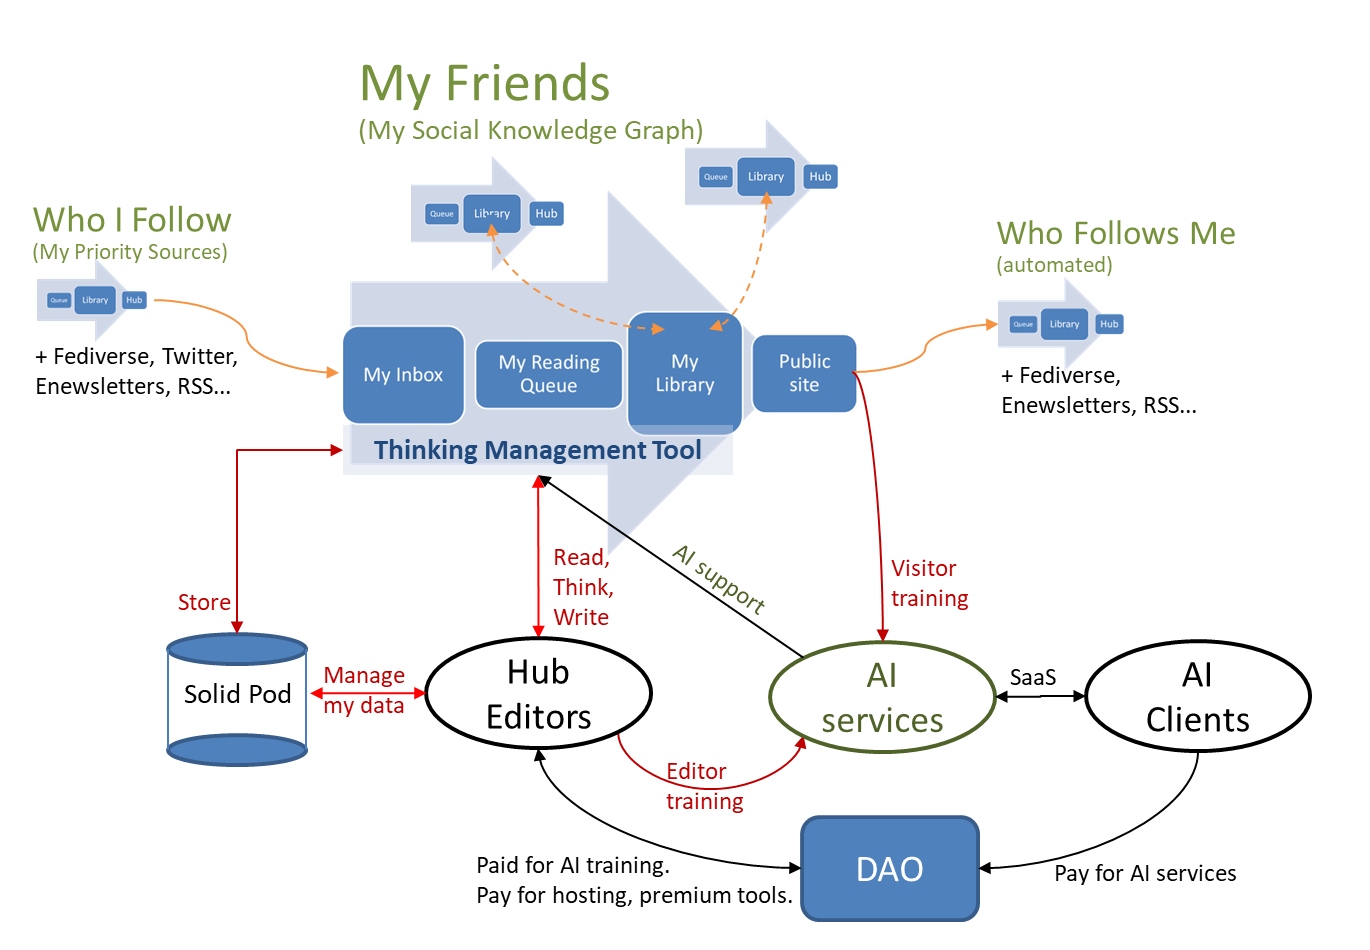 My Friends
(My Social Knowledge Graph)
Queue
Library
Hub
Queue
Library
Hub
Who I Follow
(My Priority Sources)
Queue
Library
Hub
+ Fediverse, Twitter,
Enewsletters, RSS...
Who Follows Me
(automated)
Queue
Library
Hub
+ Fediverse,
Enewsletters, RSS...
My Inbox
My Reading
Queue
My
Library
Public
site
Thinking Management Tool
Store
Read,
Think,
Write
AI support
Visitor
training
Solid Pod
Manage
my data
Hub
Editors
AI
services
SaaS
AI
Clients
Editor
training
Paid for AI training.
Pay for hosting, premium tools.
DAO
Pay for AI services